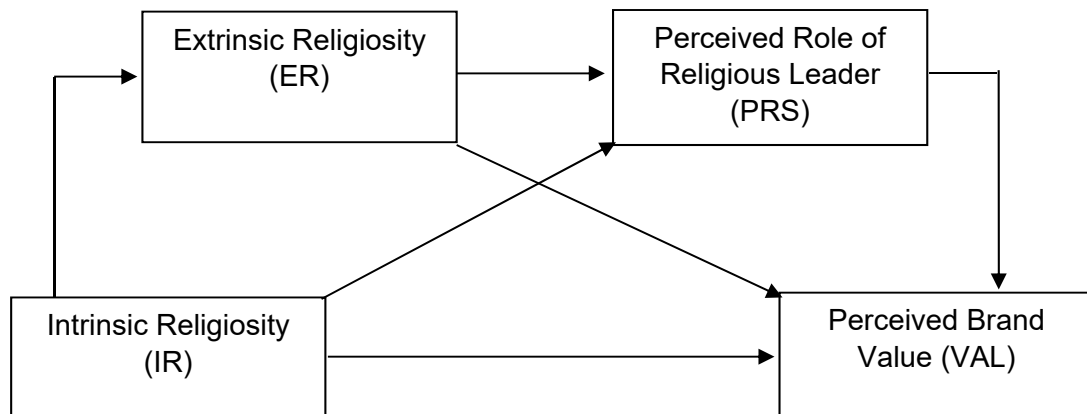 Extrinsic Religiosity
(ER)
Perceived Role of
Religious Leader
(PRS)
Intrinsic Religiosity
(IR)
Perceived Brand
Value (VAL)